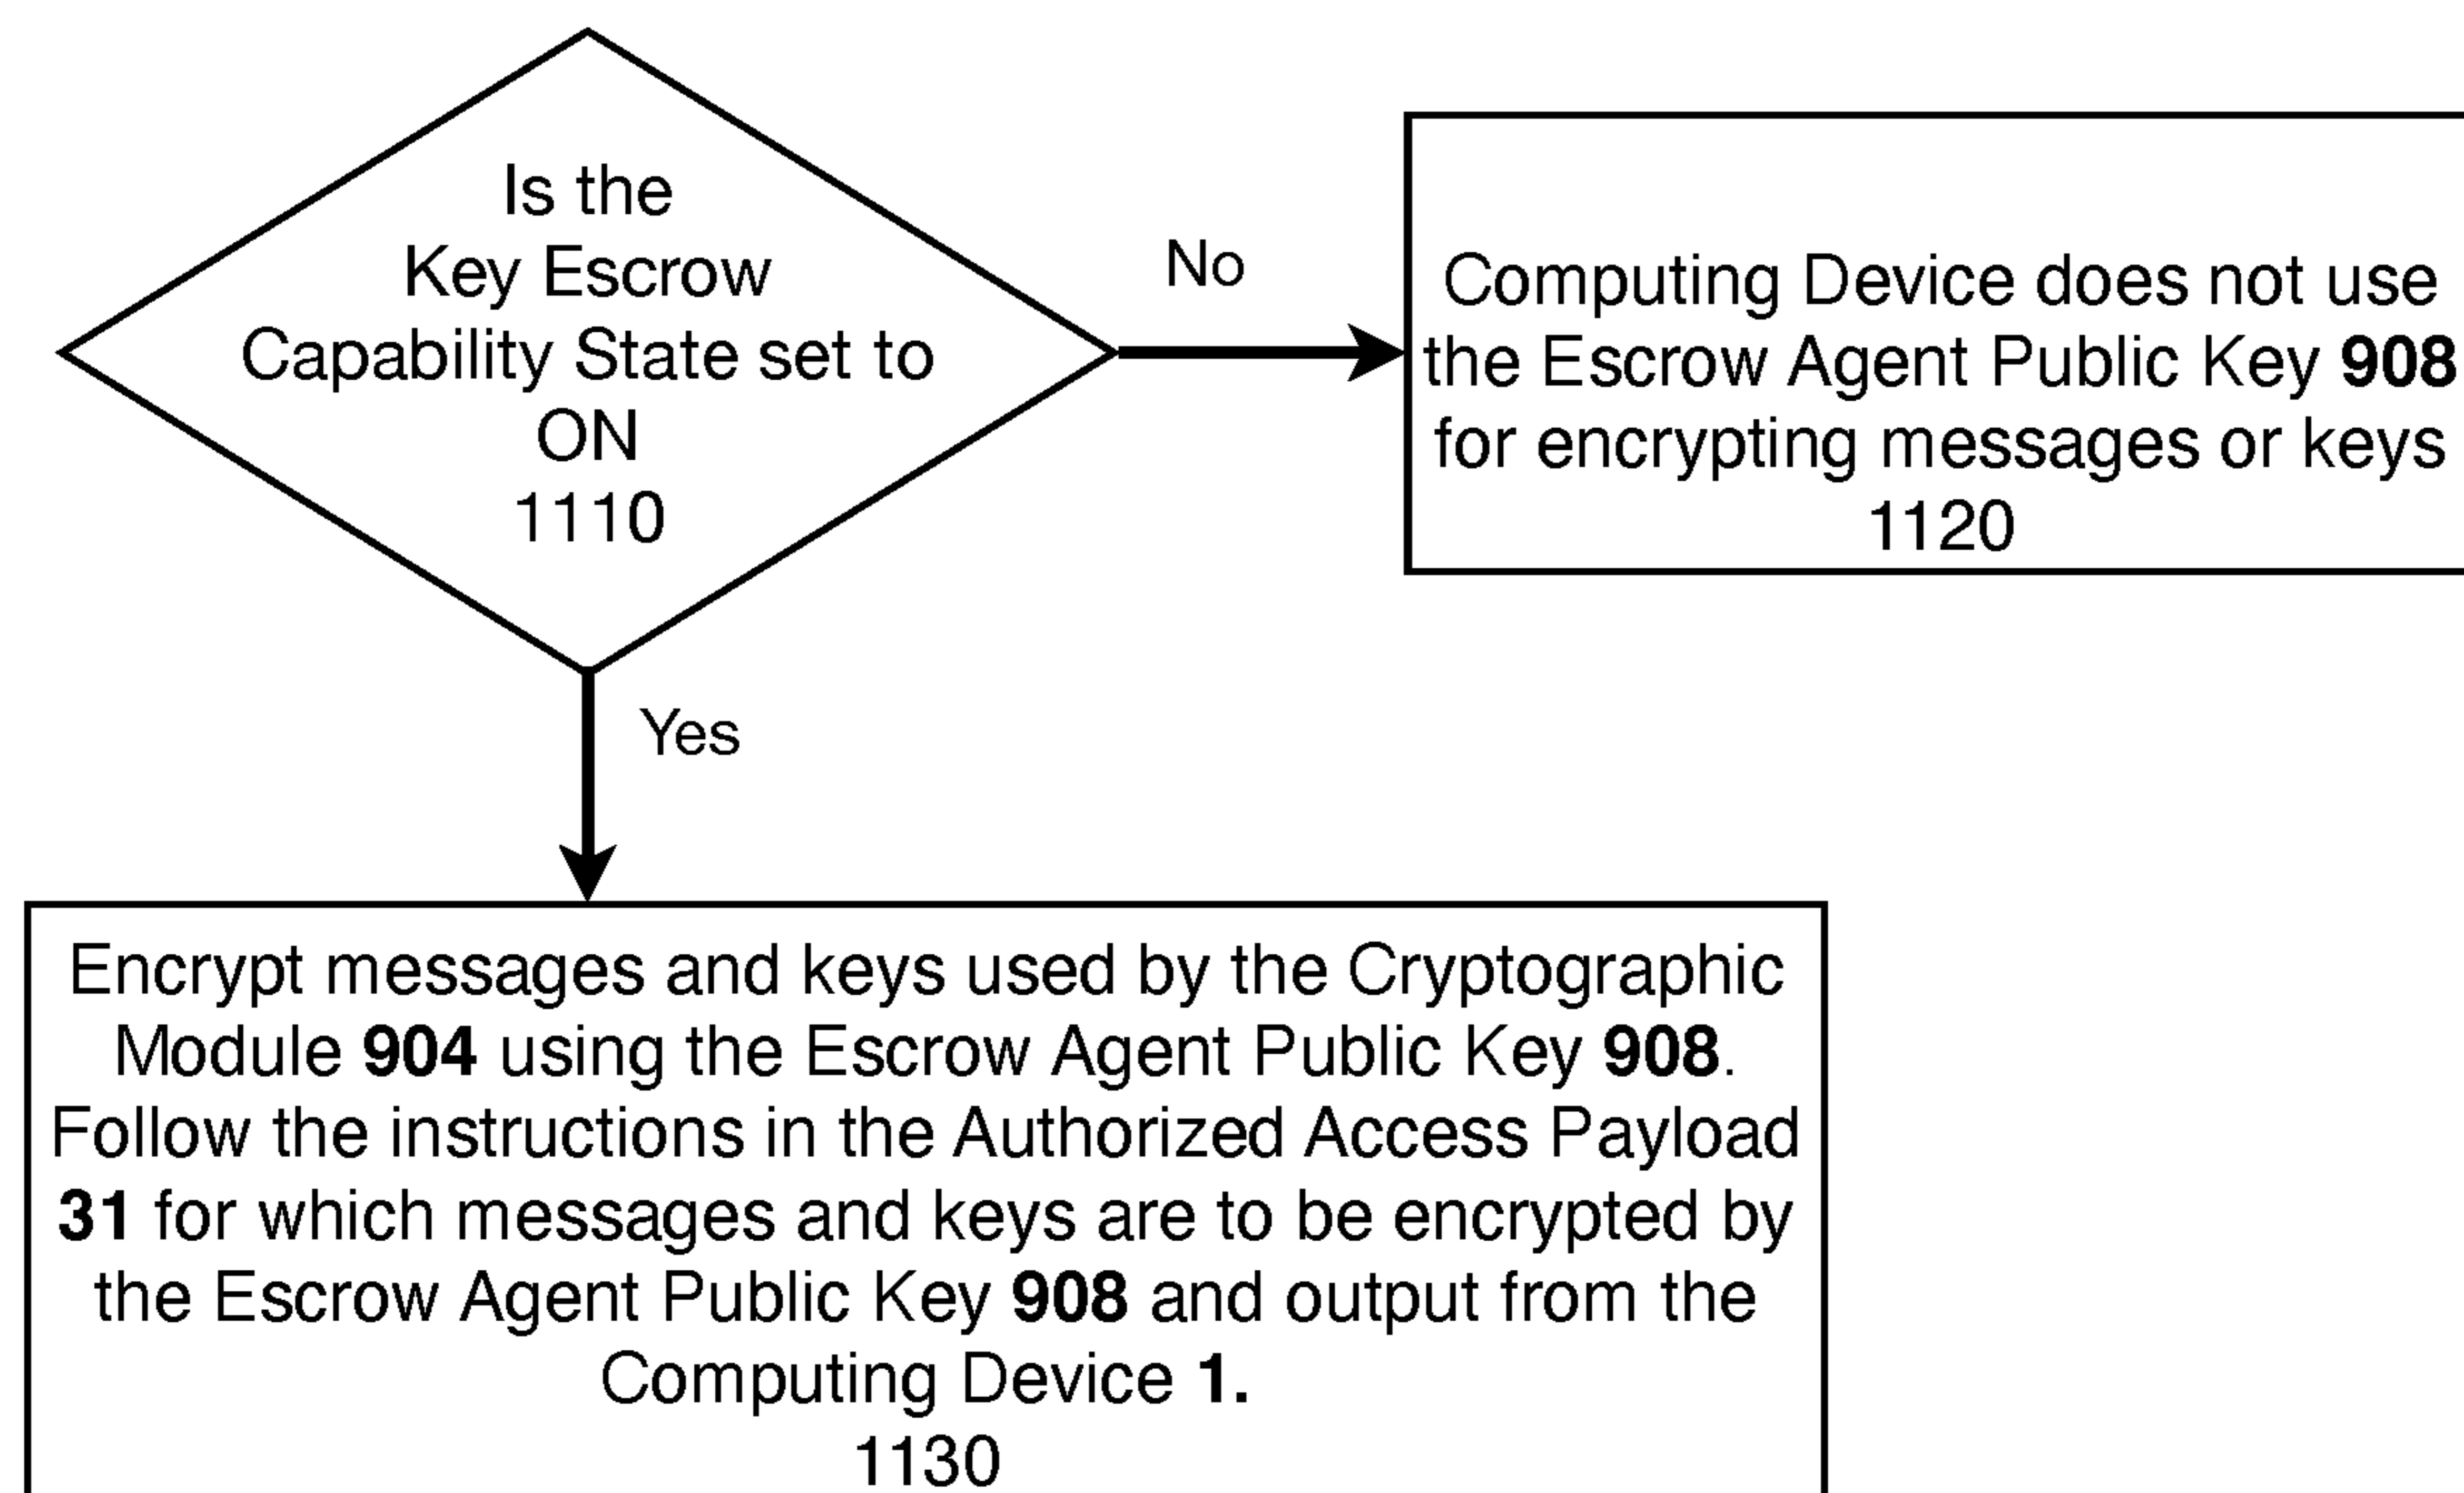 Is the
Key Escrow
Capability State set to
ON
1110
No
Computing Device does not use
the Escrow Agent Public Key 908
for encrypting messages or keys
1120
Yes
Encrypt messages and keys used by the Cryptographic
Module 904 using the Escrow Agent Public Key 908.
Follow the instructions in the Authorized Access Payload
31 for which messages and keys are to be encrypted by
the Escrow Agent Public Key 908 and output from the
Computing Device 1.
1130